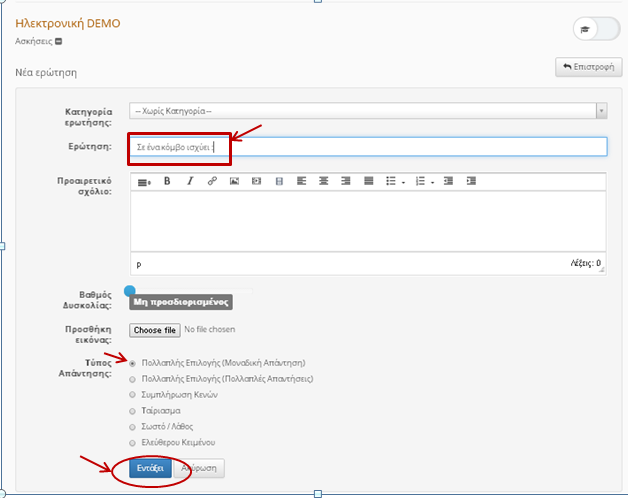 Ηλεκτρονική DEMO
Ασκήσεις
Νέα ερώτηση
Επιστροφή
Κατηγορία ερωτήσης:
-- Χωρίς Κατηγορία --
Ερώτηση:
Σε ένα κόμβο ισχύει :
Προαιρετικό σχόλιο:
B I
p
Λέξεις: 0
Βαθμός Δυσκολίας:
Μη προσδιορισμένος
Προσθήκη εικόνας:
Choose file No file chosen
Τύπος Απάντησης:
Πολλαπλής Επιλογής (Μοναδική Απάντηση)
Πολλαπλής Επιλογής (Πολλαπλές Απαντήσεις)
Συμπλήρωση Κενών
Ταίριασμα
Σωστό / Λάθος
Ελεύθερου Κειμένου
Εντάξει
Ακύρωση